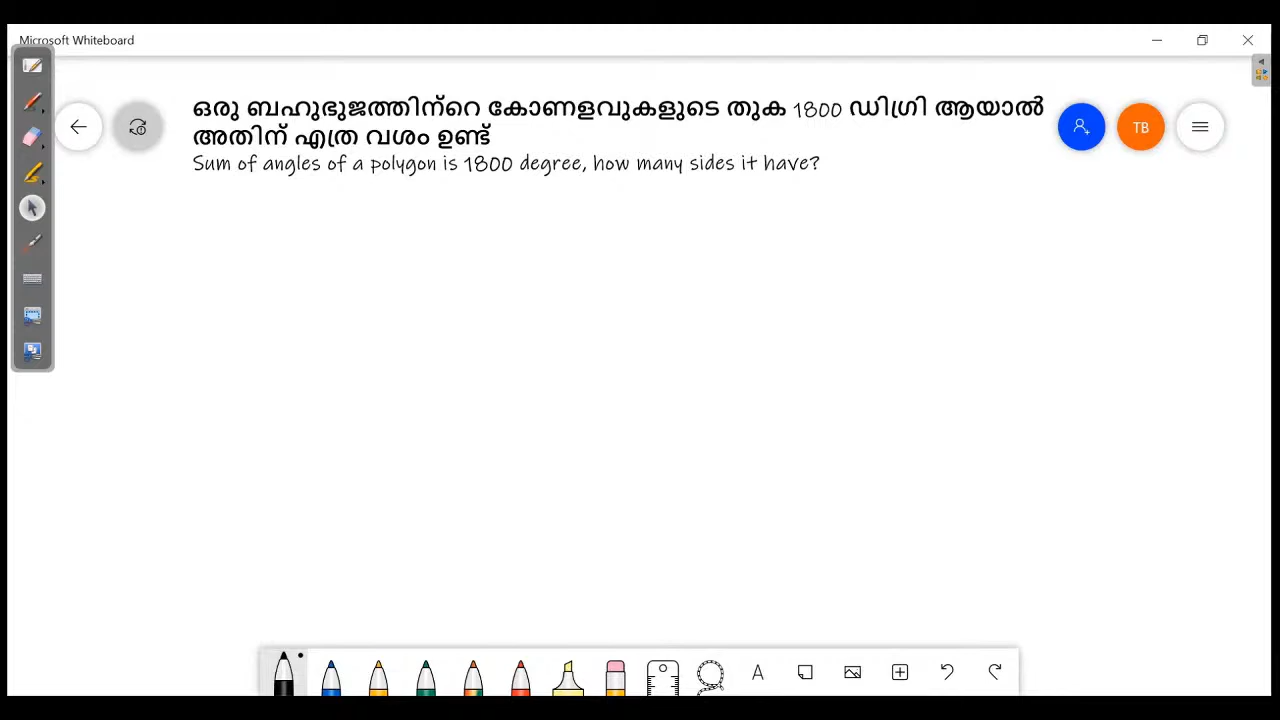 Microsoft Whiteboard
ഒരു ബഹുഭുജത്തിന്റെ കോണളവുകളുടെ തുക 1800 ഡിഗ്രി ആയാൽ
അതിന് എത്ര വശം ഉണ്ട്
Sum of angles of a polygon is 1800 degree, how many sides it have?
TB
A